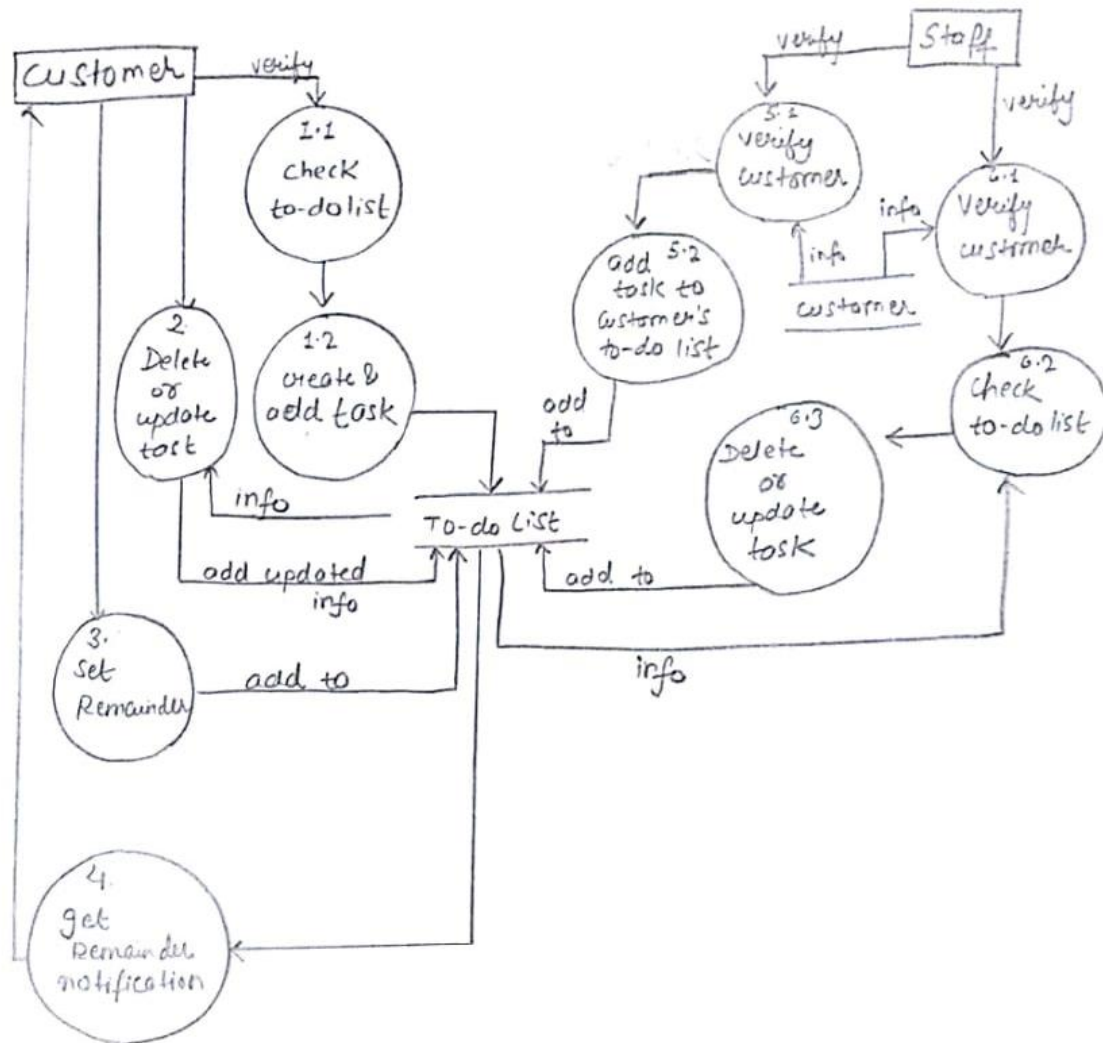 Customer
verify
1.1
check
to-do list
2.
Delete
or
update
tast
1.2
create &
add task
info
add updated
info
3.
Set
Remainder
add to
4.
get
Remainder
notification
To-do List
Staff
verify
verify
5.1
Verify
customer
5.2
add
task to
customer's
to-do list
add
to
info
info
customer
6.1
Verify
customer
6.2
Check
to-do list
6.3
Delete
or
update
task
add to
info